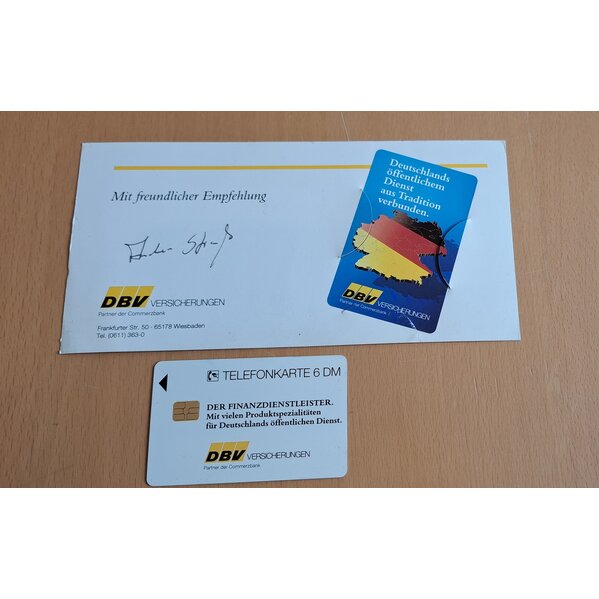 Mit freundlicher Empfehlung
DBV VERSICHERUNGEN
Partner der Commerzbank
Frankfurter Str. 50 · 65178 Wiesbaden
Tel. (0611) 363-0
Deutschlands
öffentlichem
Dienst
aus Tradition
verbunden.
DBV VERSICHERUNGEN
Partner der Commerzbank
TELEFONKARTE 6 DM
DER FINANZDIENSTLEISTER.
Mit vielen Produktspezialitäten
für Deutschlands öffentlichen Dienst.
DBV VERSICHERUNGEN
Partner der Commerzbank